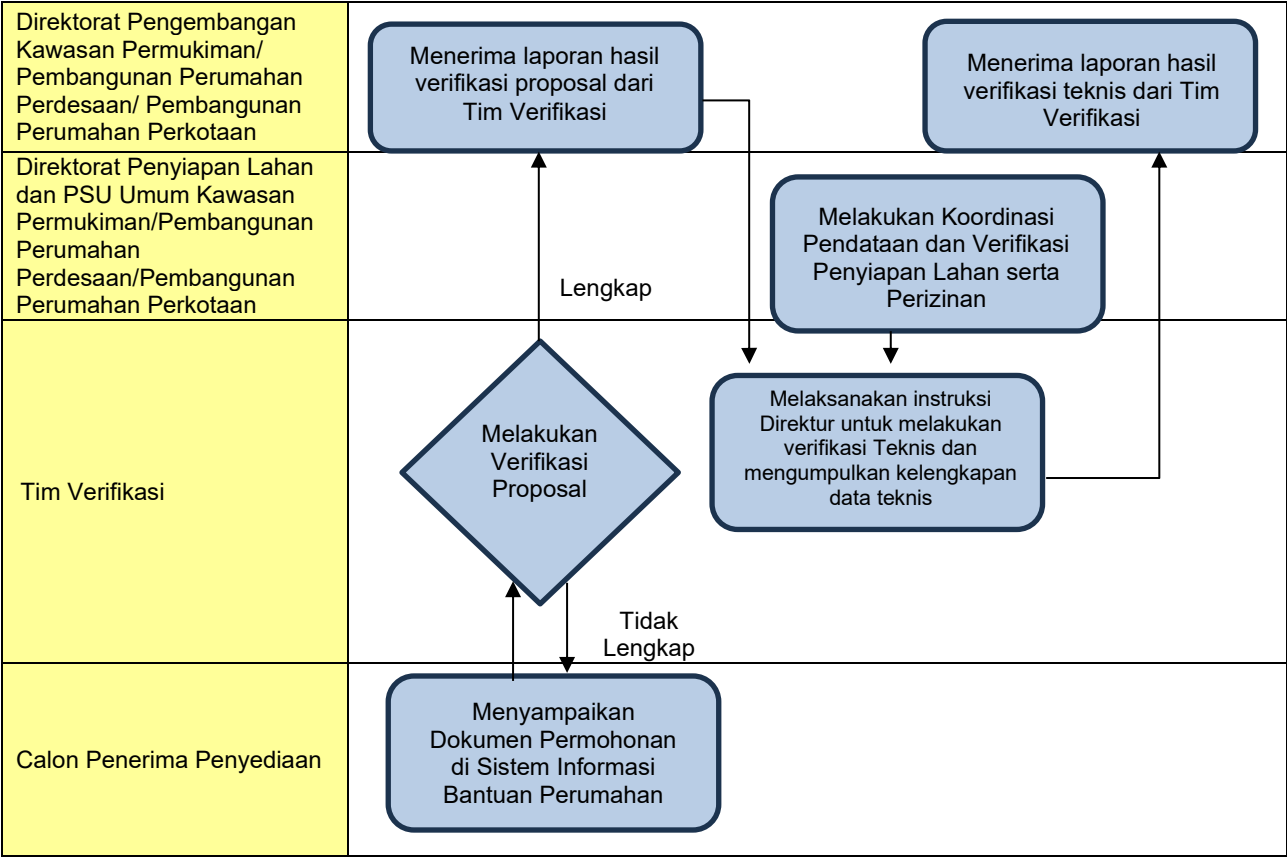 Direktorat Pengembangan
Kawasan Permukiman/
Pembangunan Perumahan
Perdesaan/ Pembangunan
Perumahan Perkotaan
Menerima laporan hasil
verifikasi proposal dari
Tim Verifikasi
Menerima laporan hasil
verifikasi teknis dari Tim
Verifikasi
Direktorat Penyiapan Lahan
dan PSU Umum Kawasan
Permukiman/Pembangunan
Perumahan
Perdesaan/Pembangunan
Perumahan Perkotaan
Lengkap
Melakukan Koordinasi
Pendataan dan Verifikasi
Penyiapan Lahan serta
Perizinan
Tim Verifikasi
Melakukan
Verifikasi
Proposal
Melaksanakan instruksi
Direktur untuk melakukan
verifikasi Teknis dan
mengumpulkan kelengkapan
data teknis
Tidak
Lengkap
Calon Penerima Penyediaan
Menyampaikan
Dokumen Permohonan
di Sistem Informasi
Bantuan Perumahan